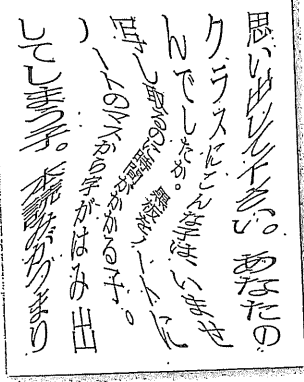 思い出して下さい。あなたの
クラスにこんな子はいませ
んでしたか。黒板をノートに
写し取るのに時間がかかる子。
ノートのマスから字がはみ出
してしまう子。本読みがつまり